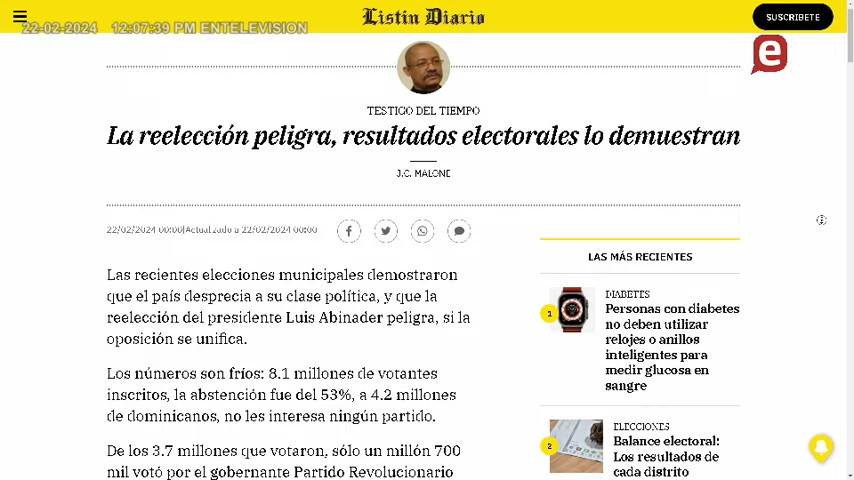 Listin Diario
SUSCRIBETE
22-02-2024 12:07:39 PM ENTELEVISION
e
TESTIGO DEL TIEMPO
La reelección peligra, resultados electorales lo demuestran
J.C. MALONE
22/02/2024 00:00|Actualizado a 22/02/2024 00:00
Las recientes elecciones municipales demostraron
que el país desprecia a su clase política, y que la
reelección del presidente Luis Abinader peligra, si la
oposición se unifica.
Los números son fríos: 8.1 millones de votantes
inscritos, la abstención fue del 53%, a 4.2 millones
de dominicanos, no les interesa ningún partido.
De los 3.7 millones que votaron, sólo un millón 700
mil votó por el gobernante Partido Revolucionario
LAS MÁS RECIENTES
1
DIABETES
Personas con diabetes
no deben utilizar
relojes o anillos
inteligentes para
medir glucosa en
sangre
2
ELECCIONES
Balance electoral:
Los resultados de
cada distrito